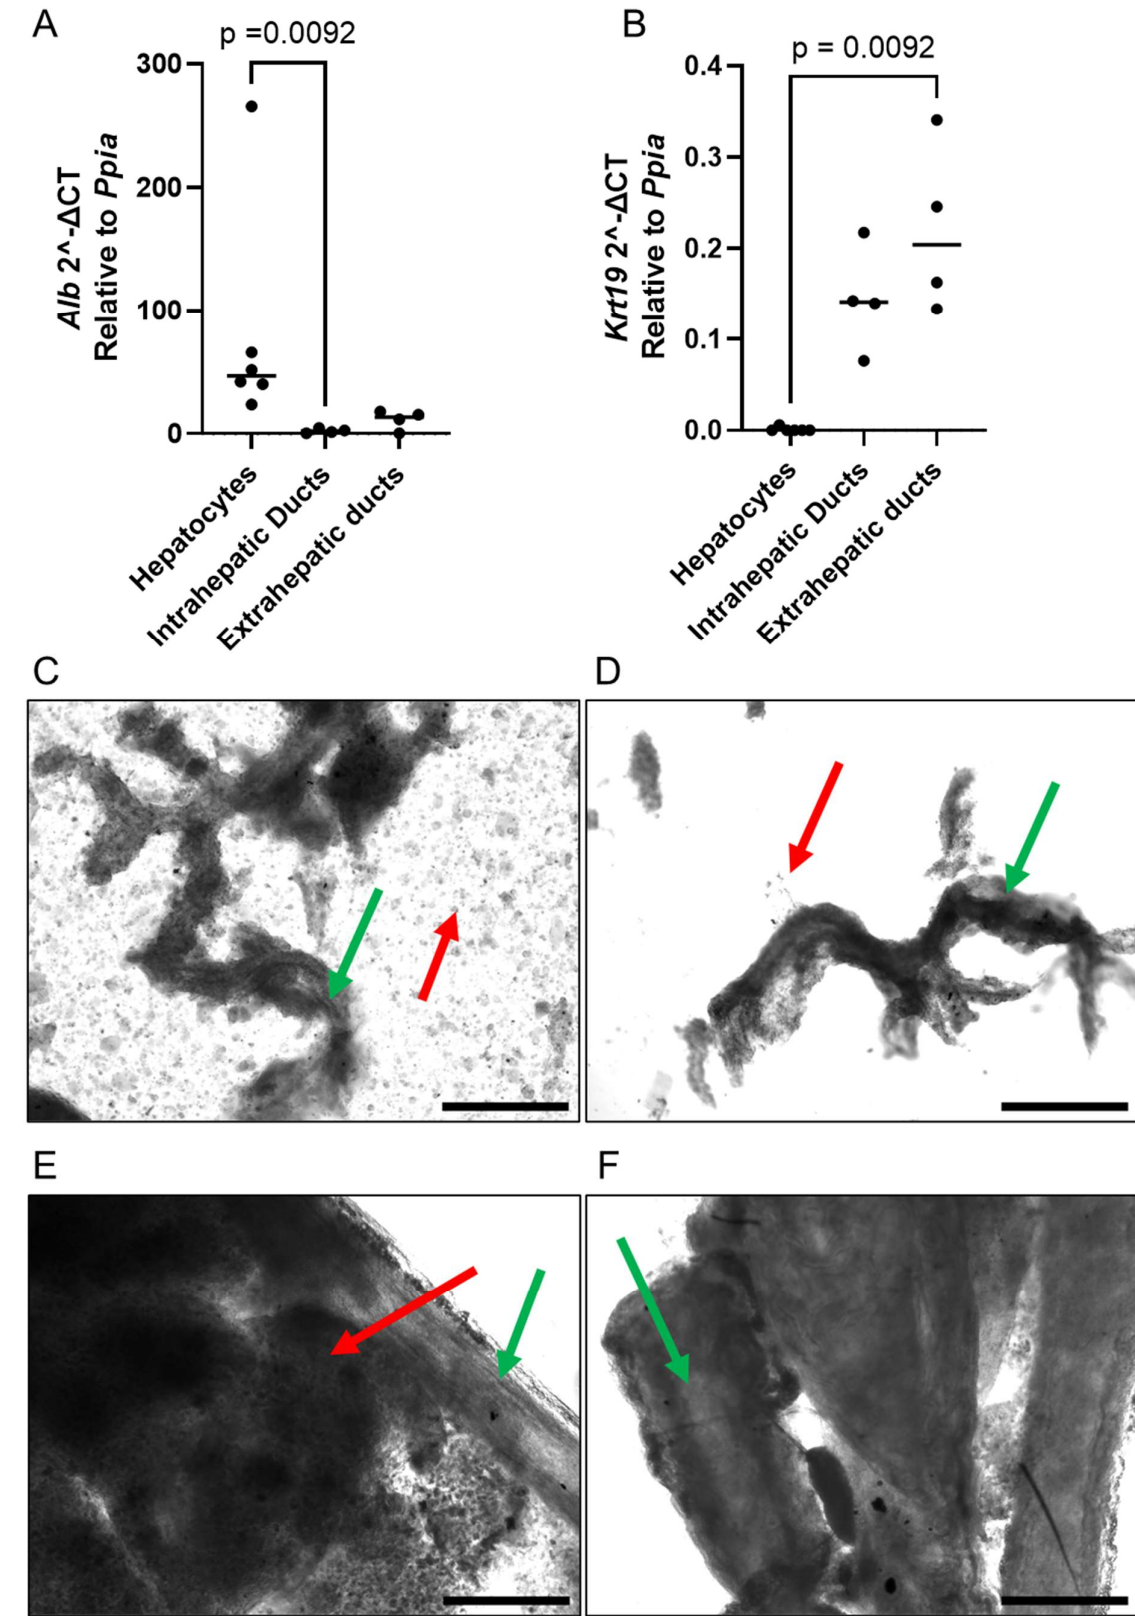 A
p =0.0092
300
200
100
0
Alb 2^-ΔCT
Relative to Ppia
Hepatocytes
Intrahepatic Ducts
Extrahepatic ducts
B
p = 0.0092
0.4
0.3
0.2
0.1
0.0
Krt19 2^-ΔCT
Relative to Ppia
Hepatocytes
Intrahepatic Ducts
Extrahepatic ducts
C
D
E
F